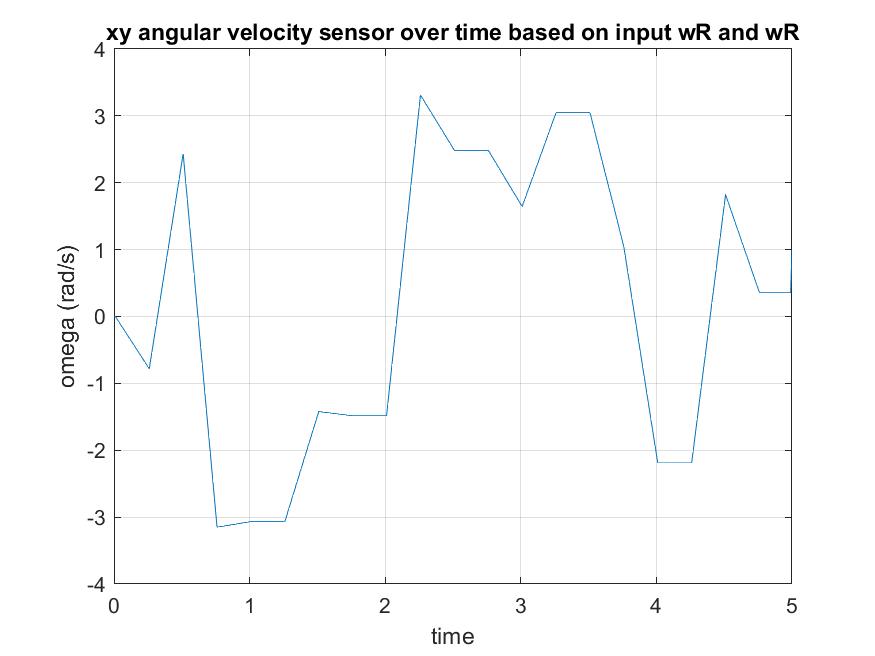 xy angular velocity sensor over time based on input wR and wR
4
3
2
1
0
-1
-2
-3
-4
omega (rad/s)
0 1 2 3 4 5
time